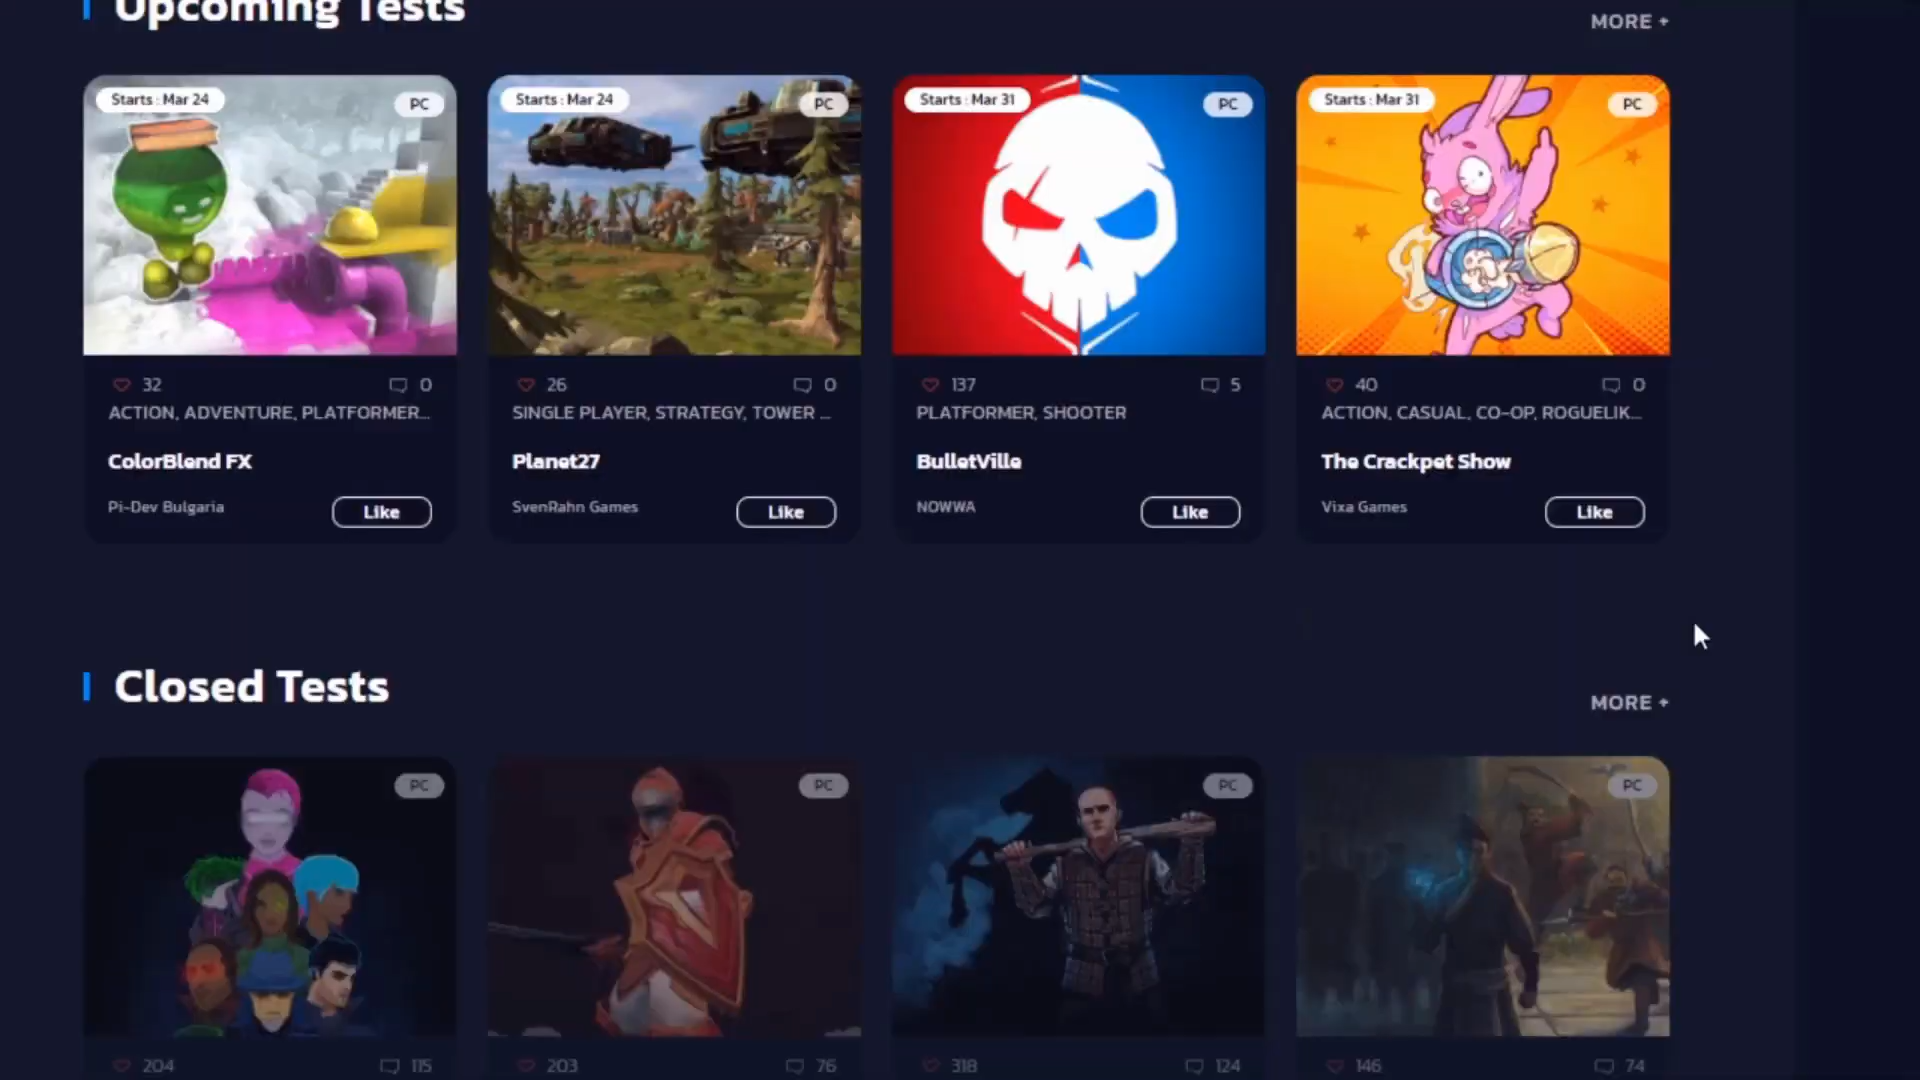 Upcoming Tests
MORE +
Starts : Mar 24
PC
Starts : Mar 24
PC
Starts : Mar 31
PC
Starts : Mar 31
PC
32
0
26
0
137
5
40
0
ACTION, ADVENTURE, PLATFORMER...
SINGLE PLAYER, STRATEGY, TOWER ...
PLATFORMER, SHOOTER
ACTION, CASUAL, CO-OP, ROGUELIK...
ColorBlend FX
Planet27
BulletVille
The Crackpet Show
Pi-Dev Bulgaria
Like
SvenRahn Games
Like
NOWWA
Like
Vixa Games
Like
Closed Tests
MORE +
PC
PC
PC
PC
204
115
203
76
318
124
146
74